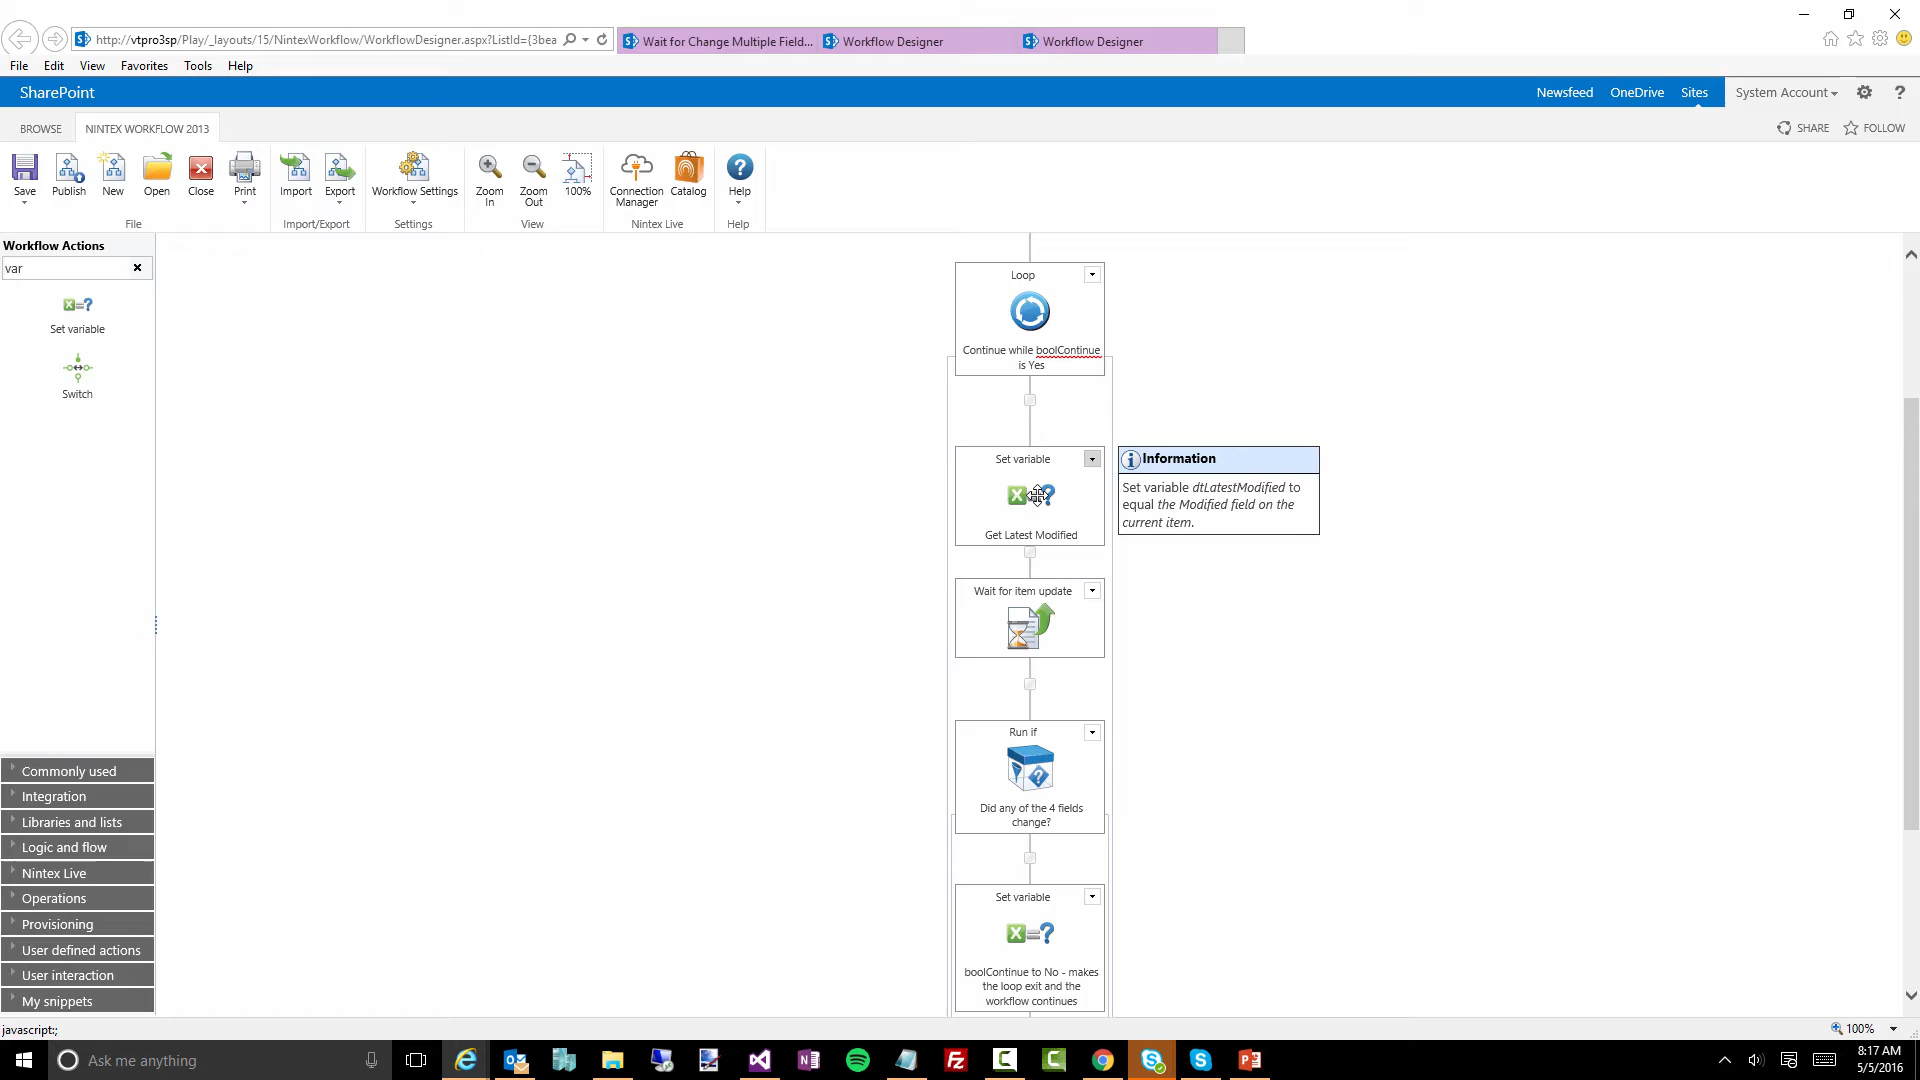 http://vtpro3sp/Play/_layouts/15/NintexWorkflow/WorkflowDesigner.aspx?ListId={3bea
Wait for Change Multiple Field...
Workflow Designer
Workflow Designer
File Edit View Favorites Tools Help
SharePoint
Newsfeed OneDrive Sites System Account ?
BROWSE NINTEX WORKFLOW 2013
SHARE FOLLOW
Save Publish New Open Close Print Import Export Workflow Settings Zoom In Zoom Out 100% Connection Manager Catalog Help
File Import/Export Settings View Nintex Live Help
Workflow Actions
var
Set variable
Switch
Commonly used
Integration
Libraries and lists
Logic and flow
Nintex Live
Operations
Provisioning
User defined actions
User interaction
My snippets
Loop
Continue while boolContinue
is Yes
Set variable
Get Latest Modified
Information
Set variable dtLatestModified to
equal the Modified field on the
current item.
Wait for item update
Run if
Did any of the 4 fields
change?
Set variable
boolContinue to No - makes
the loop exit and the
workflow continues
javascript:;
100%
Ask me anything
8:17 AM
5/5/2016